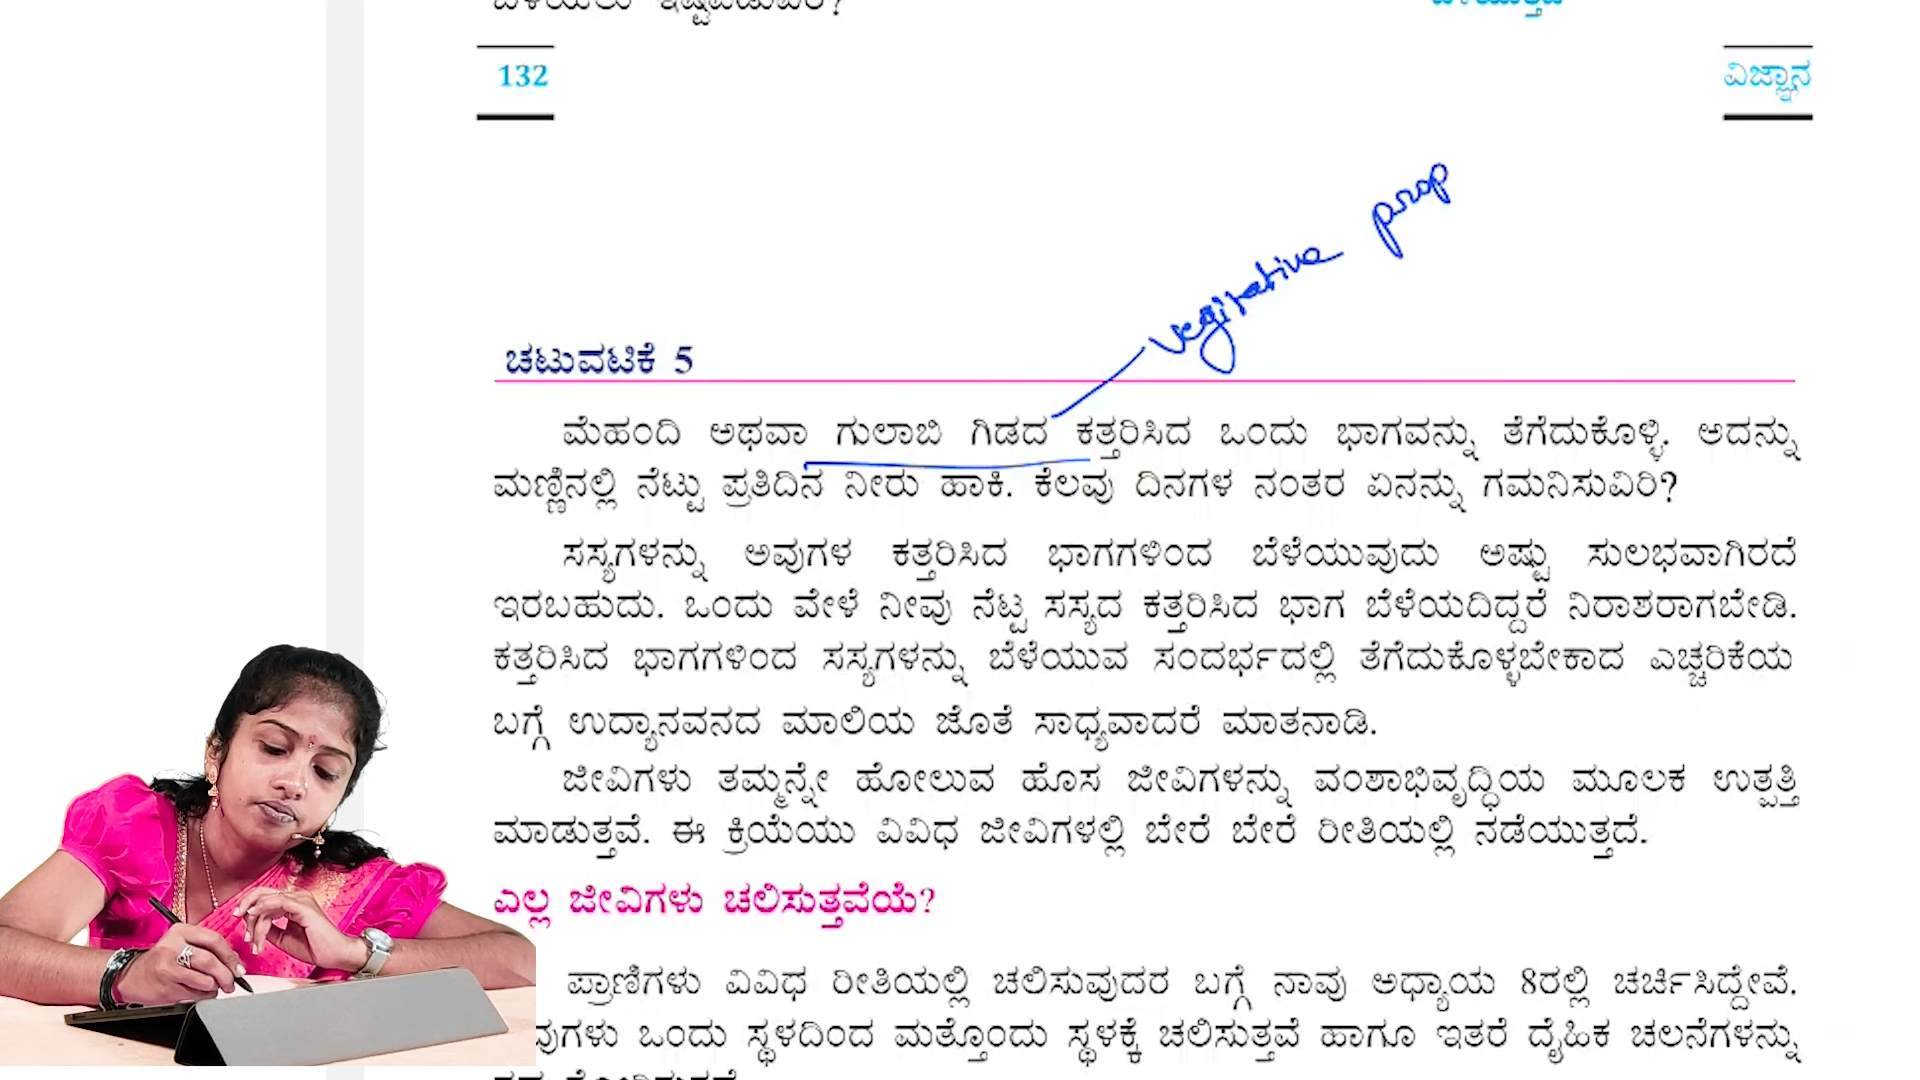 132
ವಿಜ್ಞಾನ
vegitative prop
ಚಟುವಟಿಕೆ 5
ಮೆಹಂದಿ ಅಥವಾ ಗುಲಾಬಿ ಗಿಡದ ಕತ್ತರಿಸಿದ ಒಂದು ಭಾಗವನ್ನು ತೆಗೆದುಕೊಳ್ಳಿ. ಅದನ್ನು
ಮಣ್ಣಿನಲ್ಲಿ ನೆಟ್ಟು ಪ್ರತಿದಿನ ನೀರು ಹಾಕಿ. ಕೆಲವು ದಿನಗಳ ನಂತರ ಏನನ್ನು ಗಮನಿಸುವಿರಿ?
ಸಸ್ಯಗಳನ್ನು ಅವುಗಳ ಕತ್ತರಿಸಿದ ಭಾಗಗಳಿಂದ ಬೆಳೆಯುವುದು ಅಷ್ಟು ಸುಲಭವಾಗಿರದೆ
ಇರಬಹುದು. ಒಂದು ವೇಳೆ ನೀವು ನೆಟ್ಟ ಸಸ್ಯದ ಕತ್ತರಿಸಿದ ಭಾಗ ಬೆಳೆಯದಿದ್ದರೆ ನಿರಾಶರಾಗಬೇಡಿ.
ಕತ್ತರಿಸಿದ ಭಾಗಗಳಿಂದ ಸಸ್ಯಗಳನ್ನು ಬೆಳೆಯುವ ಸಂದರ್ಭದಲ್ಲಿ ತೆಗೆದುಕೊಳ್ಳಬೇಕಾದ ಎಚ್ಚರಿಕೆಯ
ಬಗ್ಗೆ ಉದ್ಯಾನವನದ ಮಾಲಿಯ ಜೊತೆ ಸಾಧ್ಯವಾದರೆ ಮಾತನಾಡಿ.
ಜೀವಿಗಳು ತಮ್ಮನ್ನೇ ಹೋಲುವ ಹೊಸ ಜೀವಿಗಳನ್ನು ವಂಶಾಭಿವೃದ್ಧಿಯ ಮೂಲಕ ಉತ್ಪತ್ತಿ
ಮಾಡುತ್ತವೆ. ಈ ಕ್ರಿಯೆಯು ವಿವಿಧ ಜೀವಿಗಳಲ್ಲಿ ಬೇರೆ ಬೇರೆ ರೀತಿಯಲ್ಲಿ ನಡೆಯುತ್ತದೆ.
ಎಲ್ಲ ಜೀವಿಗಳು ಚಲಿಸುತ್ತವೆಯೆ?
ಪ್ರಾಣಿಗಳು ವಿವಿಧ ರೀತಿಯಲ್ಲಿ ಚಲಿಸುವುದರ ಬಗ್ಗೆ ನಾವು ಅಧ್ಯಾಯ 8ರಲ್ಲಿ ಚರ್ಚಿಸಿದ್ದೇವೆ.
ಒಂದು ಸ್ಥಳದಿಂದ ಮತ್ತೊಂದು ಸ್ಥಳಕ್ಕೆ ಚಲಿಸುತ್ತವೆ ಹಾಗೂ ಇತರೆ ದೈಹಿಕ ಚಲನೆಗಳನ್ನು